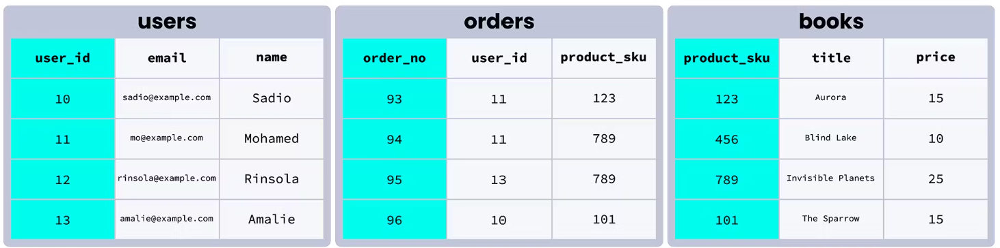 users
user_id email name
10 sadio@example.com Sadio
11 mo@example.com Mohamed
12 rinsola@example.com Rinsola
13 amalie@example.com Amalie
orders
order_no user_id product_sku
93 11 123
94 11 789
95 13 789
96 10 101
books
product_sku title price
123 Aurora 15
456 Blind Lake 10
789 Invisible Planets 25
101 The Sparrow 15